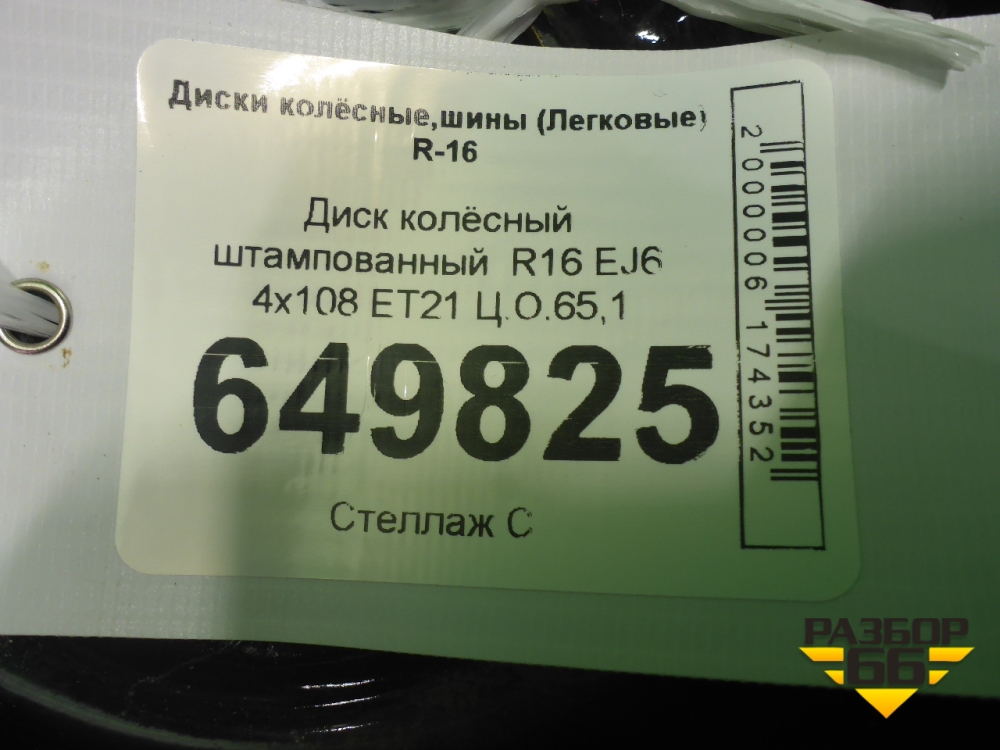 Диски колёсные,шины (Легковые)
R-16
Диск колёсный
штампованный R16 EJ6
4x108 ET21 Ц.О.65,1
649825
Стеллаж С
2000006174352
РАЗБОР
66